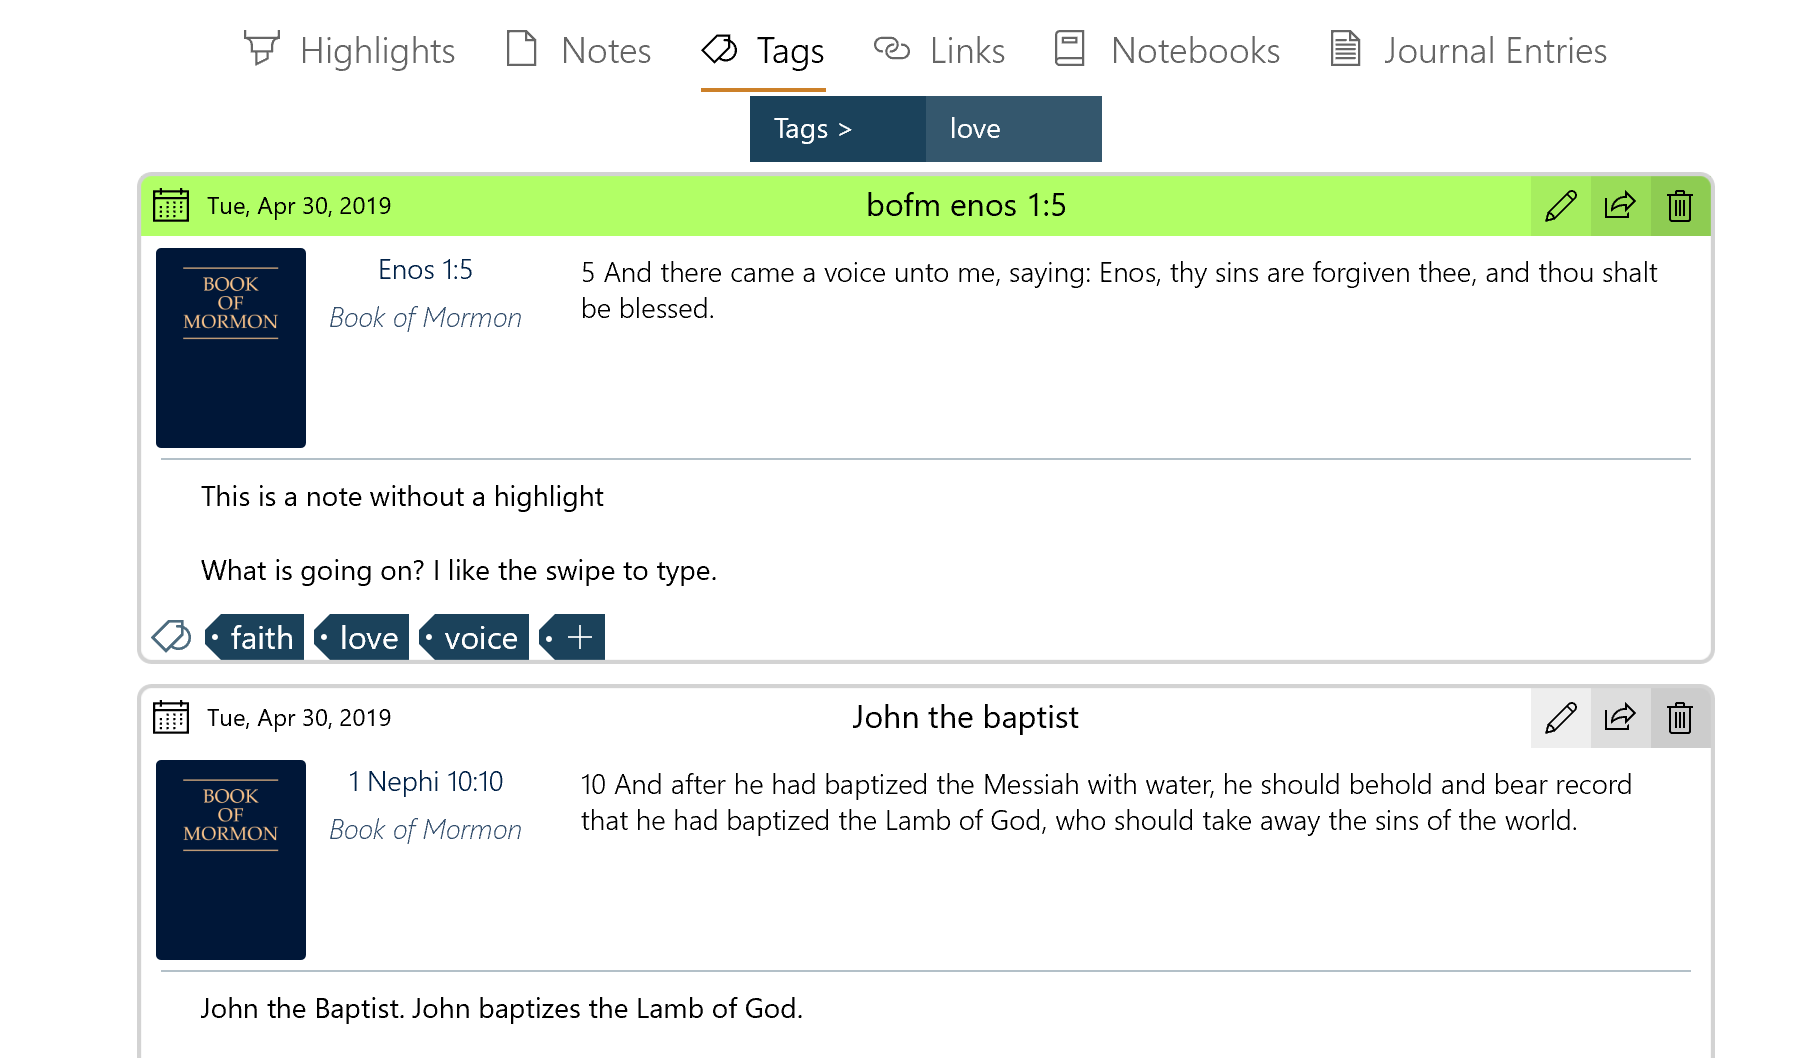 Highlights Notes Tags Links Notebooks Journal Entries
Tags > love
Tue, Apr 30, 2019 bofm enos 1:5
BOOK
OF
MORMON
Enos 1:5
Book of Mormon
5 And there came a voice unto me, saying: Enos, thy sins are forgiven thee, and thou shalt
be blessed.
This is a note without a highlight
What is going on? I like the swipe to type.
faith love voice +
Tue, Apr 30, 2019 John the baptist
BOOK
OF
MORMON
1 Nephi 10:10
Book of Mormon
10 And after he had baptized the Messiah with water, he should behold and bear record
that he had baptized the Lamb of God, who should take away the sins of the world.
John the Baptist. John baptizes the Lamb of God.